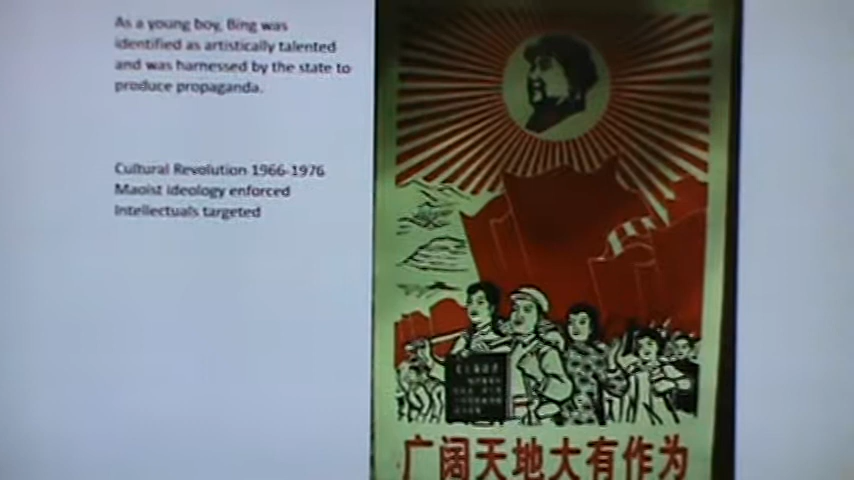 As a young boy, Bing was
identified as artistically talented
and was harnessed by the state to
produce propaganda.
Cultural Revolution 1966-1976
Maoist ideology enforced
Intellectuals targeted
广阔天地大有作为